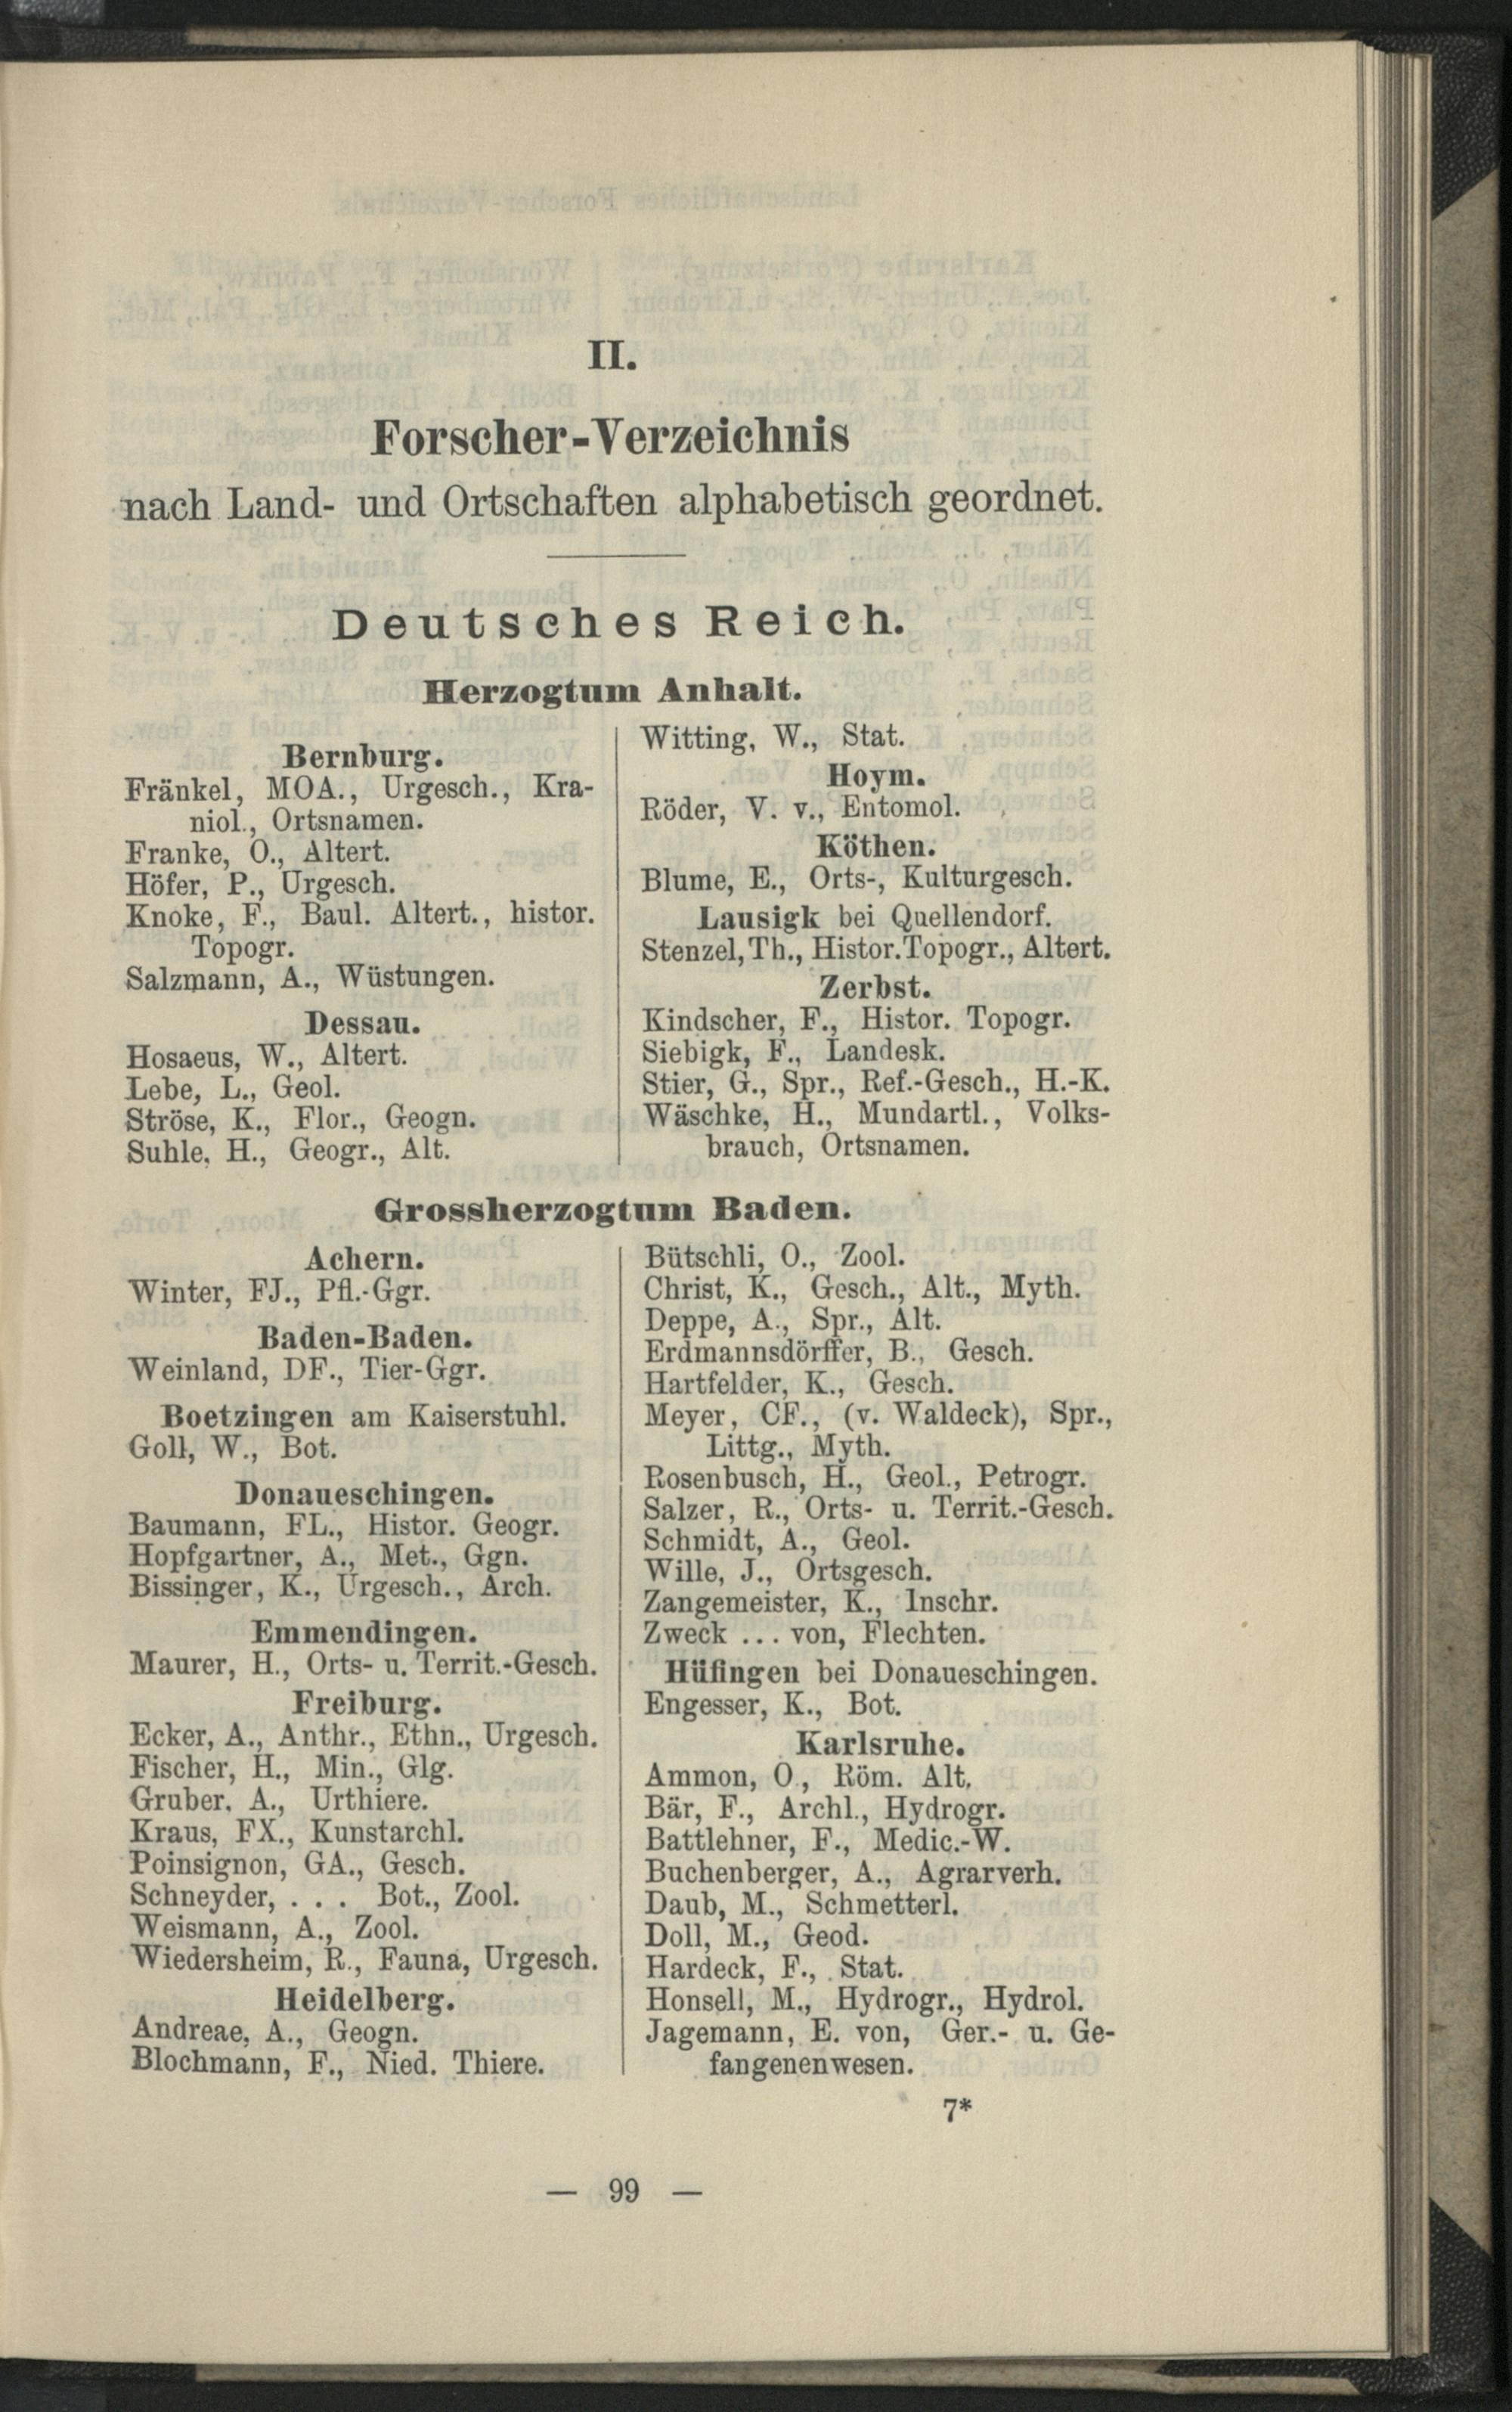 II.
Forscher-Verzeichnis
nach Land- und Ortschaften alphabetisch geordnet.
Deutsches Reich.
Herzogtum Anhalt.
Bernburg.
Fränkel, MOA., Urgesch., Kra-
niol., Ortsnamen.
Franke, O., Altert.
Höfer, P., Urgesch.
Knoke, F., Baul. Altert., histor.
Topogr.
Salzmann, A., Wüstungen.
Dessau.
Hosaeus, W., Altert.
Lebe, L., Geol.
Ströse, K., Flor., Geogn.
Suhle, H., Geogr., Alt.
Witting, W., Stat.
Hoym.
Röder, V. v., Entomol.
Köthen.
Blume, E., Orts-, Kulturgesch.
Lausigk bei Quellendorf.
Stenzel, Th., Histor. Topogr., Altert.
Zerbst.
Kindscher, F., Histor. Topogr.
Siebigk, F., Landesk.
Stier, G., Spr., Ref.-Gesch., H.-K.
Wäschke, H., Mundartl., Volks-
brauch, Ortsnamen.
Grossherzogtum Baden.
Achern.
Winter, FJ., Pfl.-Ggr.
Baden-Baden.
Weinland, DF., Tier-Ggr.
Boetzingen am Kaiserstuhl.
Goll, W., Bot.
Donaueschingen.
Baumann, FL., Histor. Geogr.
Hopfgartner, A., Met., Ggn.
Bissinger, K., Urgesch., Arch.
Emmendingen.
Maurer, H., Orts- u. Territ.-Gesch.
Freiburg.
Ecker, A., Anthr., Ethn., Urgesch.
Fischer, H., Min., Glg.
Gruber, A., Urthiere.
Kraus, FX., Kunstarchl.
Poinsignon, GA., Gesch.
Schneyder, . . . Bot., Zool.
Weismann, A., Zool.
Wiedersheim, R., Fauna, Urgesch.
Heidelberg.
Andreae, A., Geogn.
Blochmann, F., Nied. Thiere.
Bütschli, O., Zool.
Christ, K., Gesch., Alt., Myth.
Deppe, A., Spr., Alt.
Erdmannsdörffer, B., Gesch.
Hartfelder, K., Gesch.
Meyer, CF., (v. Waldeck), Spr.,
Littg., Myth.
Rosenbusch, H., Geol., Petrogr.
Salzer, R., Orts- u. Territ.-Gesch.
Schmidt, A., Geol.
Wille, J., Ortsgesch.
Zangemeister, K., Inschr.
Zweck ... von, Flechten.
Hüfingen bei Donaueschingen.
Engesser, K., Bot.
Karlsruhe.
Ammon, O., Röm. Alt.
Bär, F., Archl., Hydrogr.
Battlehner, F., Medic.-W.
Buchenberger, A., Agrarverh.
Daub, M., Schmetterl.
Doll, M., Geod.
Hardeck, F., Stat.
Honsell, M., Hydrogr., Hydrol.
Jagemann, E. von, Ger.- u. Ge-
fangenenwesen.
7*
— 99 —